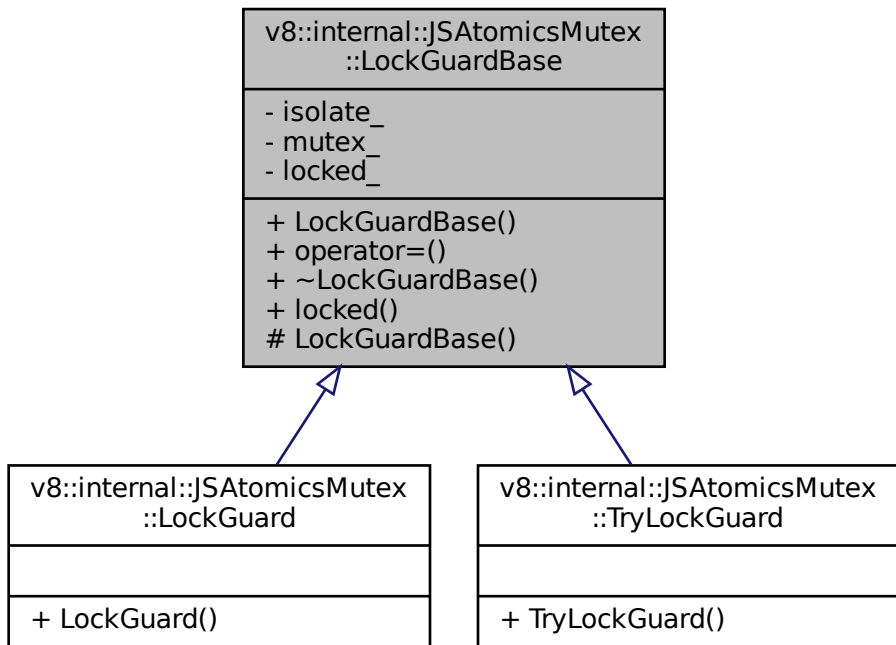 v8::internal::JSAtomicsMutex
::LockGuardBase
- isolate_
- mutex_
- locked_
+ LockGuardBase()
+ operator=()
+ ~LockGuardBase()
+ locked()
# LockGuardBase()
v8::internal::JSAtomicsMutex
::LockGuard
+ LockGuard()
v8::internal::JSAtomicsMutex
::TryLockGuard
+ TryLockGuard()